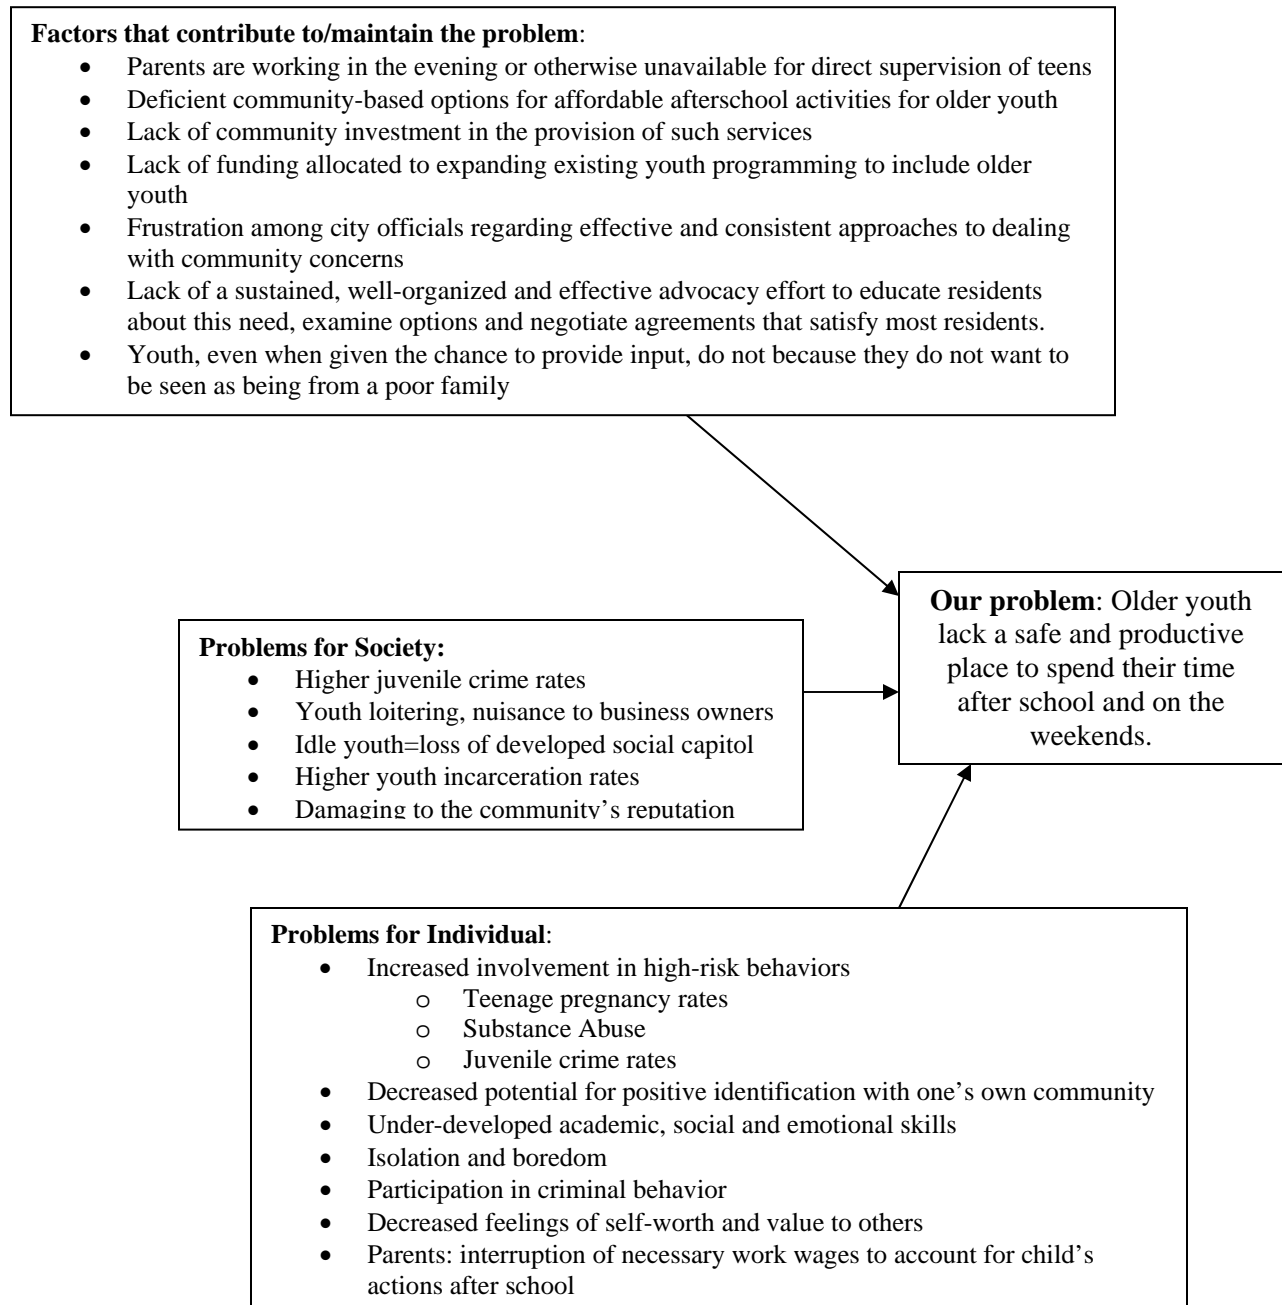 Factors that contribute to/maintain the problem:
• Parents are working in the evening or otherwise unavailable for direct supervision of teens
• Deficient community-based options for affordable afterschool activities for older youth
• Lack of community investment in the provision of such services
• Lack of funding allocated to expanding existing youth programming to include older
youth
• Frustration among city officials regarding effective and consistent approaches to dealing
with community concerns
• Lack of a sustained, well-organized and effective advocacy effort to educate residents
about this need, examine options and negotiate agreements that satisfy most residents.
• Youth, even when given the chance to provide input, do not because they do not want to
be seen as being from a poor family
Our problem: Older youth
lack a safe and productive
place to spend their time
after school and on the
weekends.
Problems for Society:
• Higher juvenile crime rates
• Youth loitering, nuisance to business owners
• Idle youth=loss of developed social capitol
• Higher youth incarceration rates
• Damaging to the community’s reputation
Problems for Individual:
• Increased involvement in high-risk behaviors
o Teenage pregnancy rates
o Substance Abuse
o Juvenile crime rates
• Decreased potential for positive identification with one’s own community
• Under-developed academic, social and emotional skills
• Isolation and boredom
• Participation in criminal behavior
• Decreased feelings of self-worth and value to others
• Parents: interruption of necessary work wages to account for child’s
actions after school